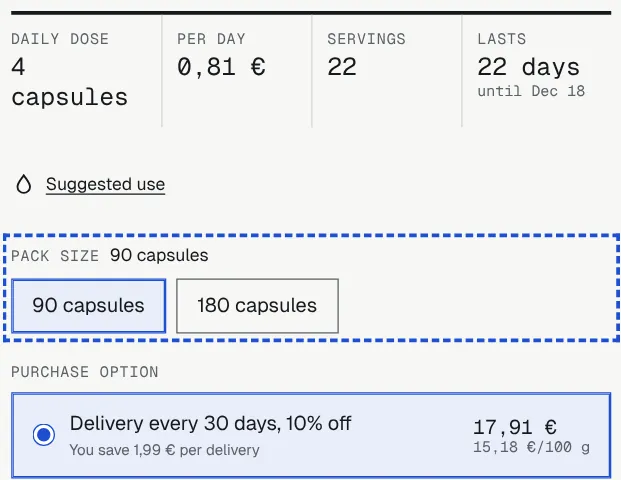 DAILY DOSE
4
capsules
PER DAY
0,81 €
SERVINGS
22
LASTS
22 days
until Dec 18
Suggested use
PACK SIZE 90 capsules
90 capsules
180 capsules
PURCHASE OPTION
Delivery every 30 days, 10% off
17,91 €
You save 1,99 € per delivery
15,18 €/100 g